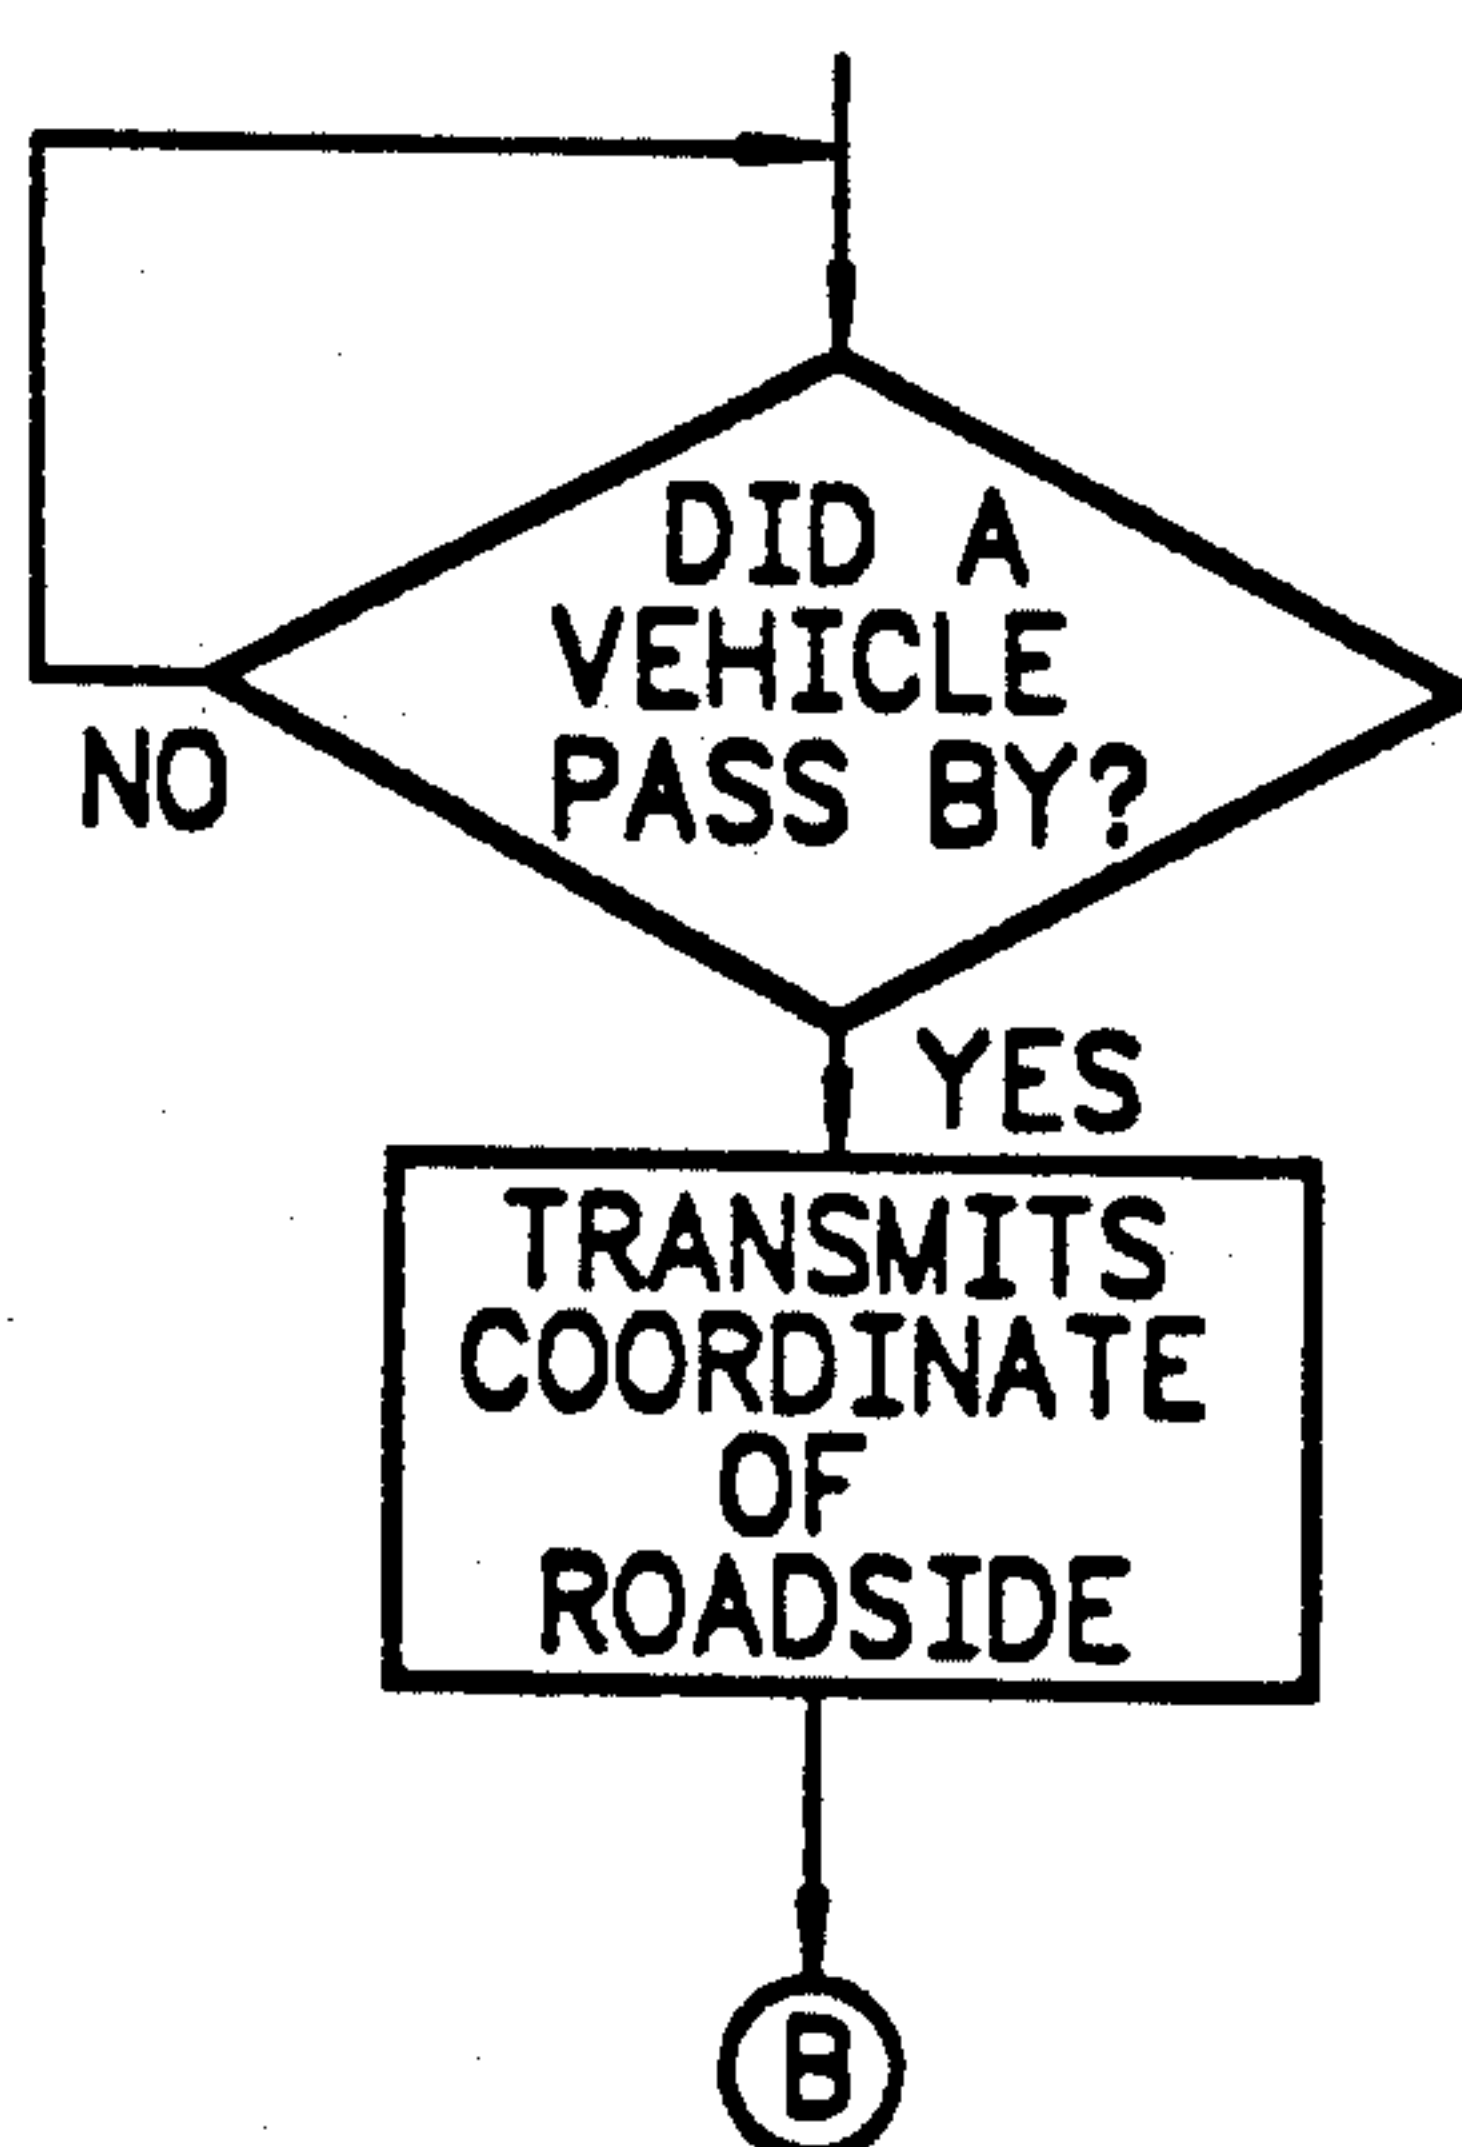 DID A
VEHICLE
PASS BY?
NO
YES
TRANSMITS
COORDINATE
OF
ROADSIDE
B